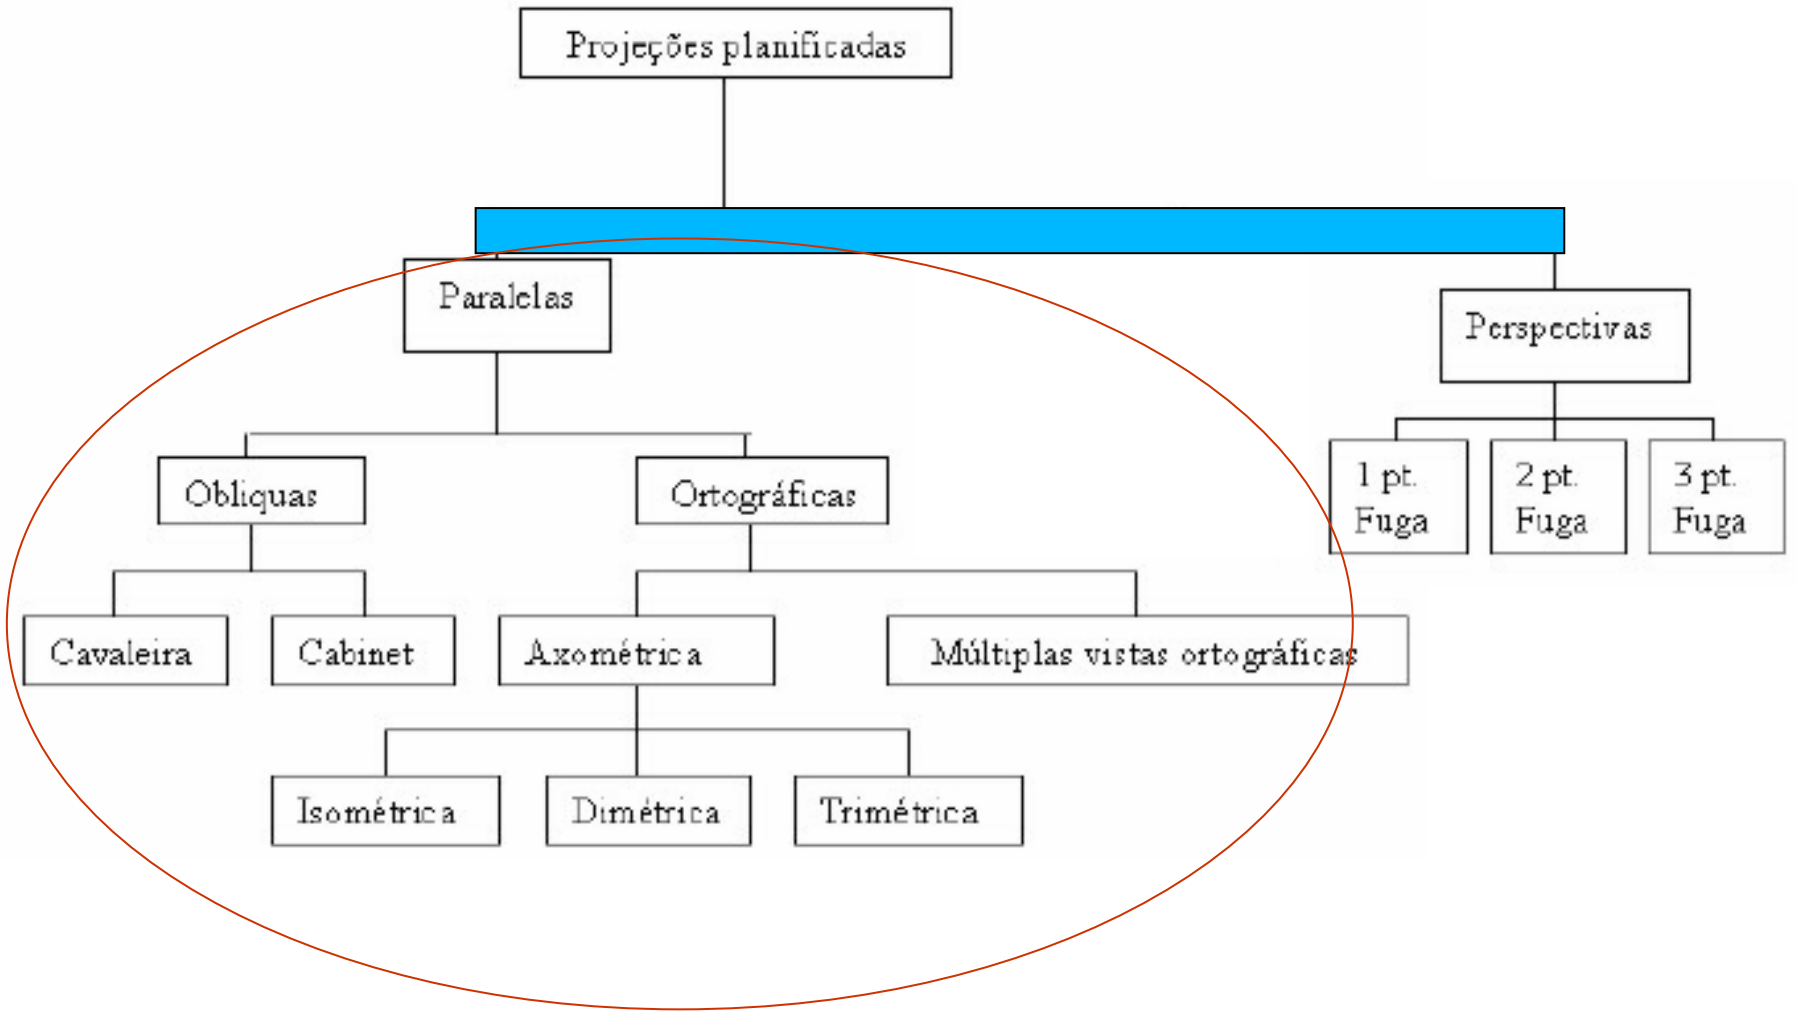 Projeções planificadas
Paralelas
Perspectivas
Obliquas
Ortográficas
1 pt.
Fuga
2 pt.
Fuga
3 pt.
Fuga
Cavaleira
Cabinet
Axométrica
Múltiplas vistas ortográficas
Isométrica
Dimétrica
Trimétrica